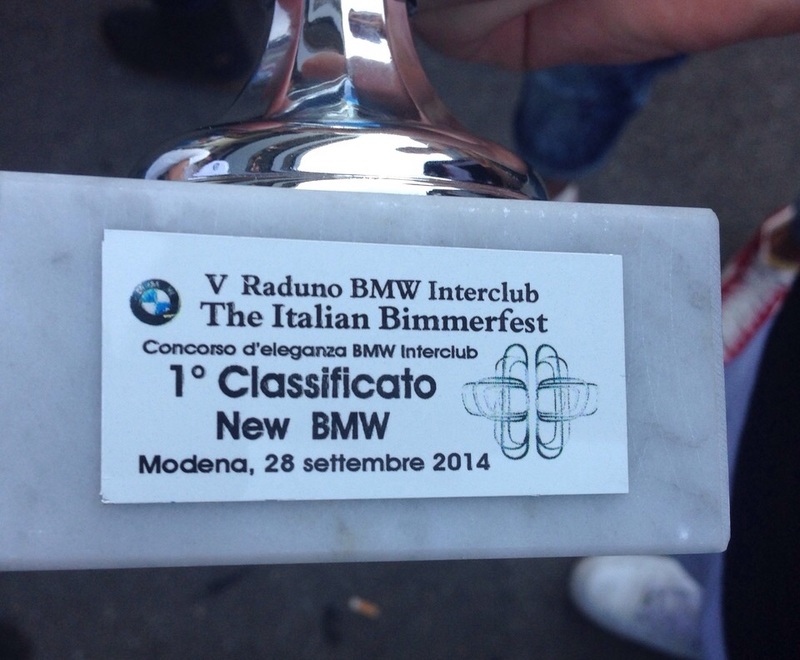 V Raduno BMW Interclub
The Italian Bimmerfest
Concorso d'eleganza BMW Interclub
1° Classificato
New BMW
Modena, 28 settembre 2014